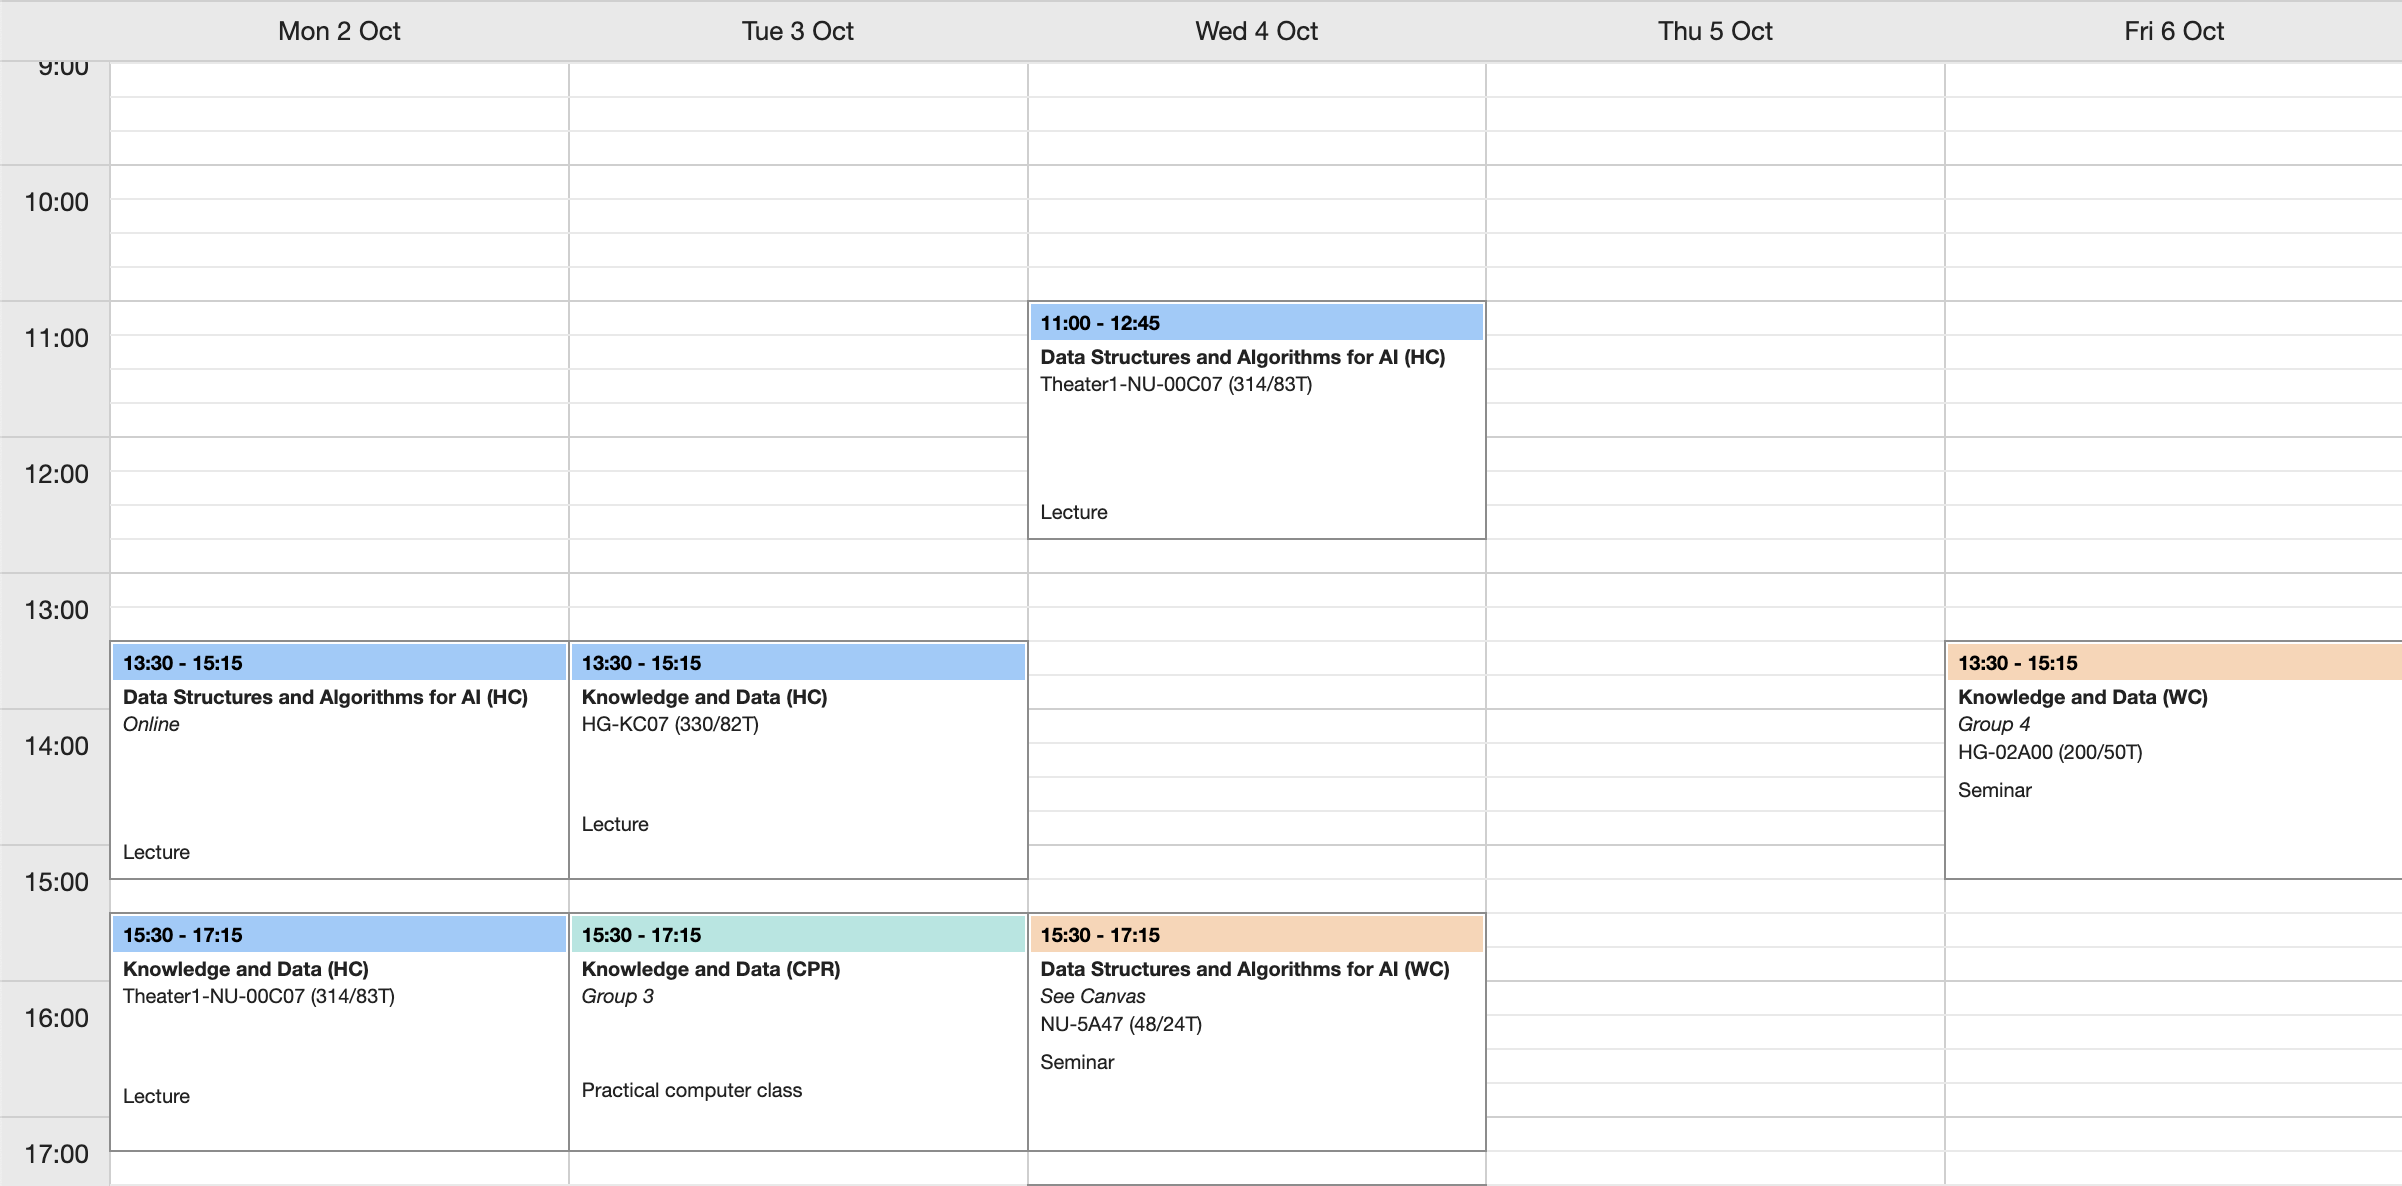 Mon 2 Oct
Tue 3 Oct
Wed 4 Oct
Thu 5 Oct
Fri 6 Oct
9:00
10:00
11:00
12:00
13:00
14:00
15:00
16:00
17:00
13:30 - 15:15
Data Structures and Algorithms for AI (HC)
Online
Lecture
15:30 - 17:15
Knowledge and Data (HC)
Theater1-NU-00C07 (314/83T)
Lecture
13:30 - 15:15
Knowledge and Data (HC)
HG-KC07 (330/82T)
Lecture
15:30 - 17:15
Knowledge and Data (CPR)
Group 3
Practical computer class
11:00 - 12:45
Data Structures and Algorithms for AI (HC)
Theater1-NU-00C07 (314/83T)
Lecture
15:30 - 17:15
Data Structures and Algorithms for AI (WC)
See Canvas
NU-5A47 (48/24T)
Seminar
13:30 - 15:15
Knowledge and Data (WC)
Group 4
HG-02A00 (200/50T)
Seminar